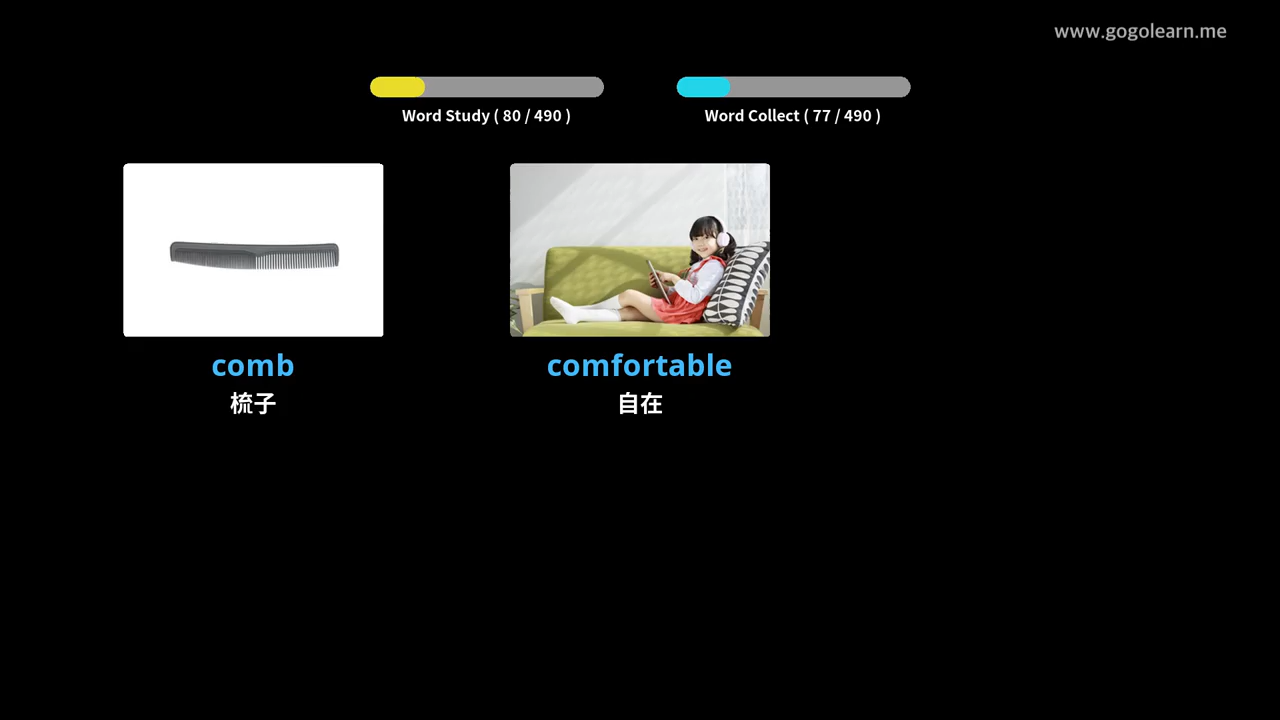 www.gogolearn.me
Word Study ( 80 / 490 )
Word Collect ( 77 / 490 )
comb
梳子
comfortable
自在